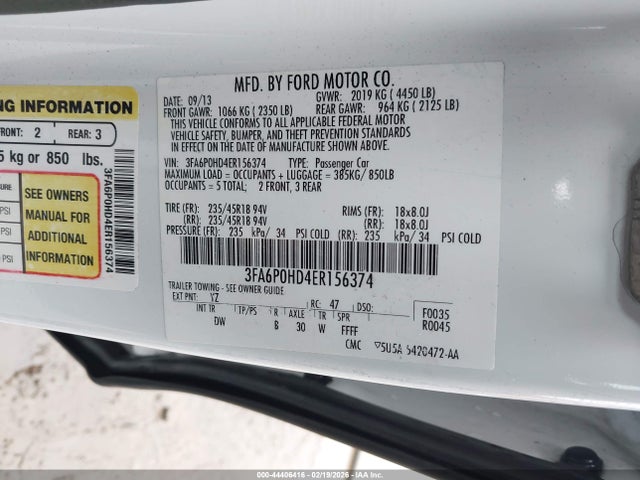 MFD. BY FORD MOTOR CO.
DATE: 09/13 GVWR: 2019 KG ( 4450 LB)
FRONT GAWR: 1066 KG ( 2350 LB) REAR GAWR: 964 KG ( 2125 LB)
THIS VEHICLE CONFORMS TO ALL APPLICABLE FEDERAL MOTOR
VEHICLE SAFETY, BUMPER, AND THEFT PREVENTION STANDARDS
IN EFFECT ON THE DATE OF MANUFACTURE SHOWN ABOVE.
VIN: 3FA6P0HD4ER156374 TYPE: Passenger Car
MAXIMUM LOAD = OCCUPANTS + LUGGAGE = 385KG/ 850LB
OCCUPANTS = 5 TOTAL: 2 FRONT, 3 REAR
TIRE (FR): 235/45R18 94V RIMS (FR): 18x8.0J
(RR): 235/45R18 94V (RR): 18x8.0J
PRESSURE (FR): 235 kPa/ 34 PSI COLD (RR): 235 kPa/ 34 PSI COLD
3FA6P0HD4ER156374
TRAILER TOWING - SEE OWNER GUIDE.
EXT PNT: YZ RC: 47 DSO:
INT TR TP/PS R AXLE TR SPR
DW B 30 W FFFF
F0035
R0045
CMC 5U5A 5420472-AA
NG INFORMATION
FRONT: 2 REAR: 3
5 kg or 850 lbs.
SURE
PSI
PSI
SEE OWNERS
MANUAL FOR
ADDITIONAL
INFORMATION
3FA6P0HD4ER156374
000-44406416 - 02/19/2026 - Copart © IAA, Inc.